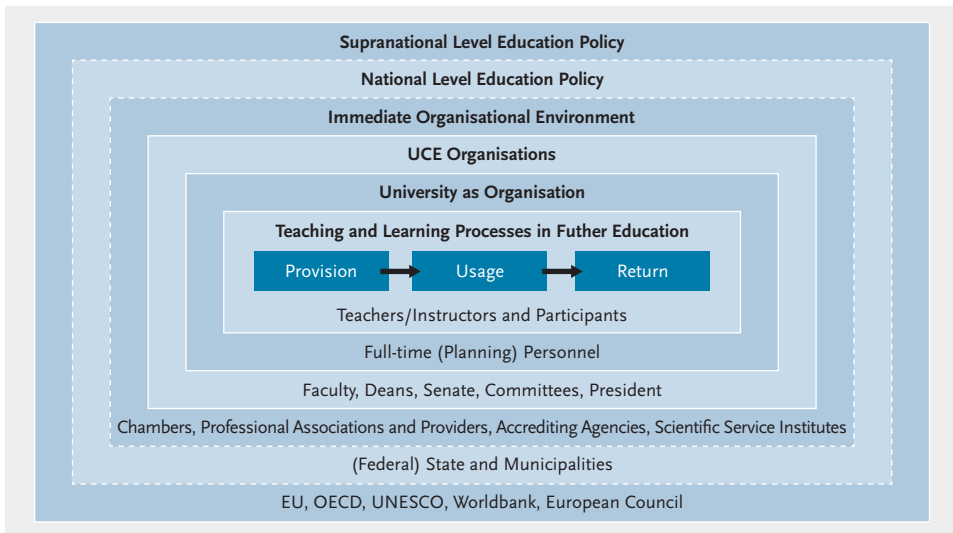 Supranational Level Education Policy
National Level Education Policy
Immediate Organisational Environment
UCE Organisations
University as Organisation
Teaching and Learning Processes in Futher Education
Provision Usage Return
Teachers/Instructors and Participants
Full-time (Planning) Personnel
Faculty, Deans, Senate, Committees, President
Chambers, Professional Associations and Providers, Accrediting Agencies, Scientific Service Institutes
(Federal) State and Municipalities
EU, OECD, UNESCO, Worldbank, European Council